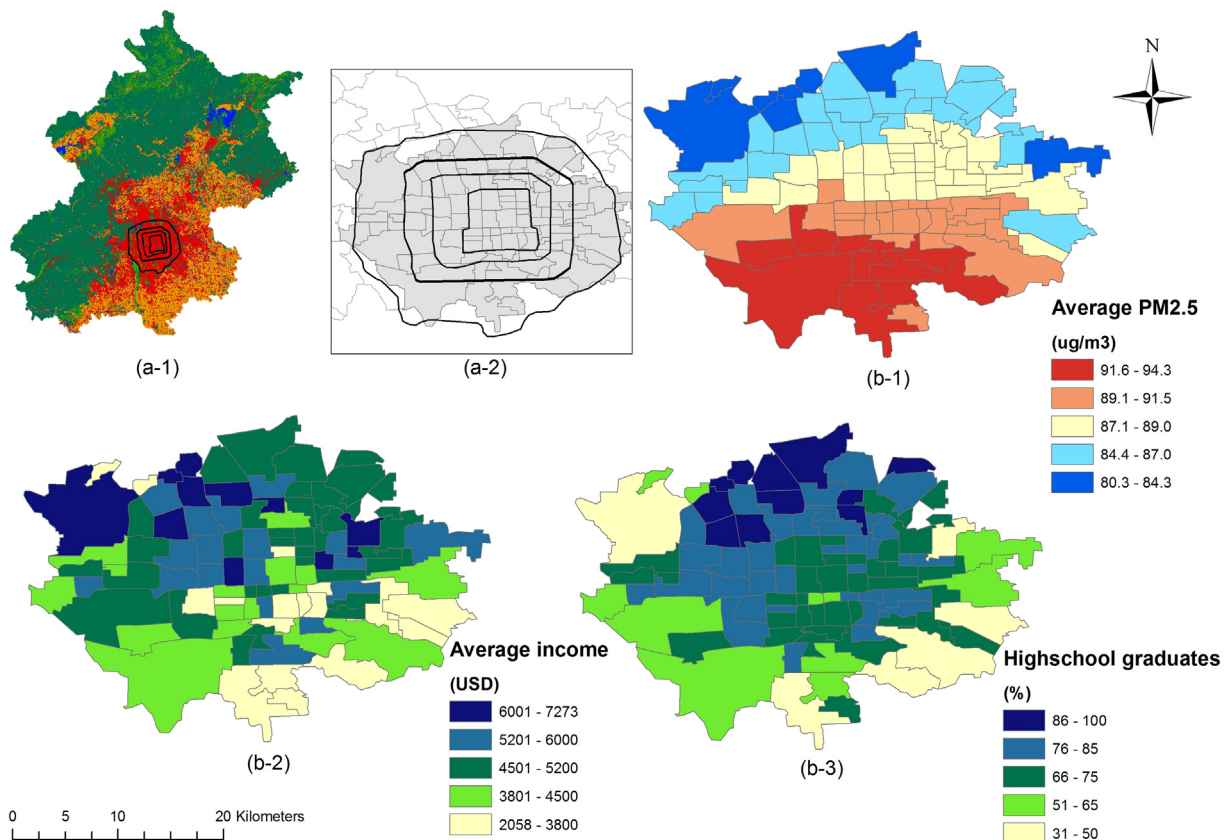 N
(a-1)
(a-2)
(b-1)
Average PM2.5
(ug/m3)
91.6 - 94.3
89.1 - 91.5
87.1 - 89.0
84.4 - 87.0
80.3 - 84.3
Average income
(USD)
6001 - 7273
5201 - 6000
4501 - 5200
3801 - 4500
2058 - 3800
(b-2)
Highschool graduates
(%)
86 - 100
76 - 85
66 - 75
51 - 65
31 - 50
(b-3)
0 5 10 20 Kilometers